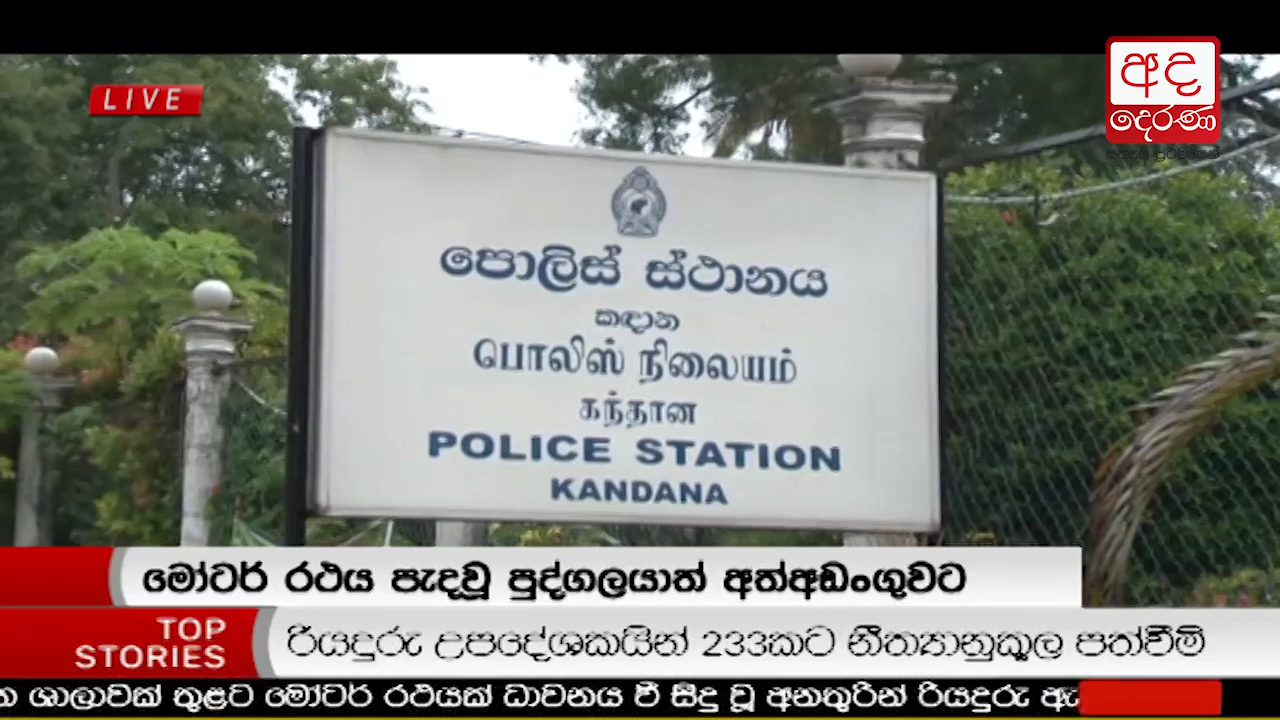 LIVE
අද
දෙරණ
පොලිස් ස්ථානය
කඳාන
பொலிஸ் நிலையம்
கந்தான
POLICE STATION
KANDANA
මෝටර් රථය පැදවූ පුද්ගලයාත් අත්අඩංගුවට
TOP
STORIES
රියදුරු උපදේශකයින් 233කට නීත්‍යානුකූල පත්වීම්
ශාලාවක් තුළට මෝටර් රථයක් ධාවනය වී සිදු වූ අනතුරින් රියදුරු